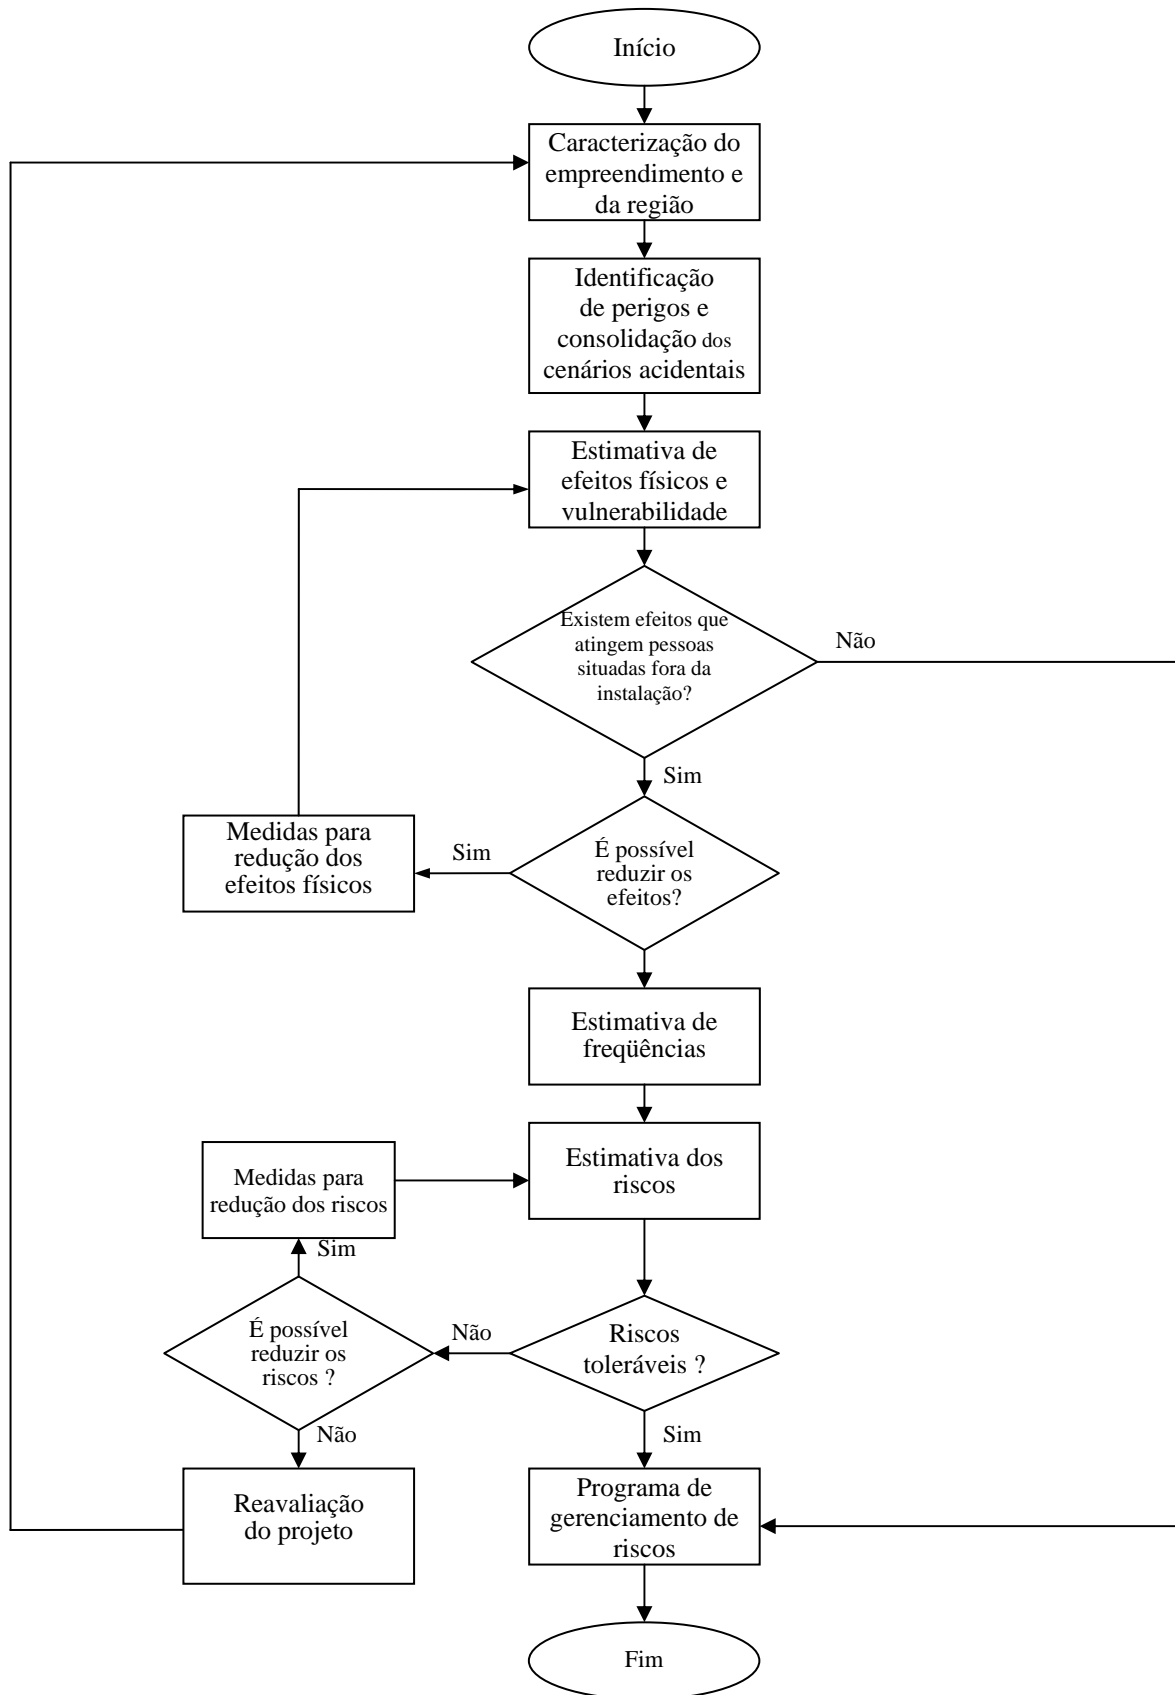 Início
Caracterização do
empreendimento e
da região
Identificação
de perigos e
consolidação dos
cenários acidentais
Estimativa de
efeitos físicos e
vulnerabilidade
Existem efeitos que
atingem pessoas
situadas fora da
instalação?
Não
Sim
É possível
reduzir os
efeitos?
Sim
Medidas para
redução dos
efeitos físicos
Estimativa de
freqüências
Estimativa dos
riscos
Medidas para
redução dos riscos
Sim
Riscos
toleráveis ?
Não
É possível
reduzir os
riscos ?
Não
Sim
Reavaliação
do projeto
Programa de
gerenciamento de
riscos
Fim